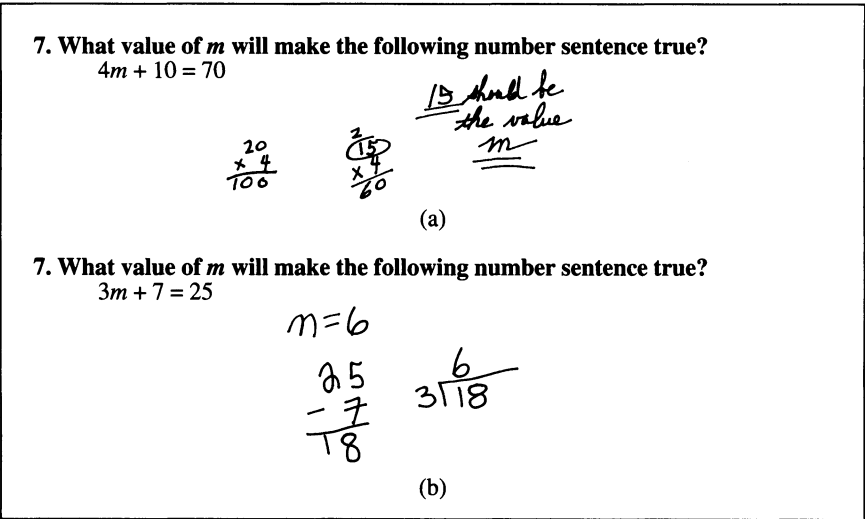 7. What value of m will make the following number sentence true?
4m + 10 = 70
15 should be
the value
m
20
× 4
100
2
15
× 4
60
(a)
7. What value of m will make the following number sentence true?
3m + 7 = 25
m=6
25
- 7
18
6
3)18
(b)